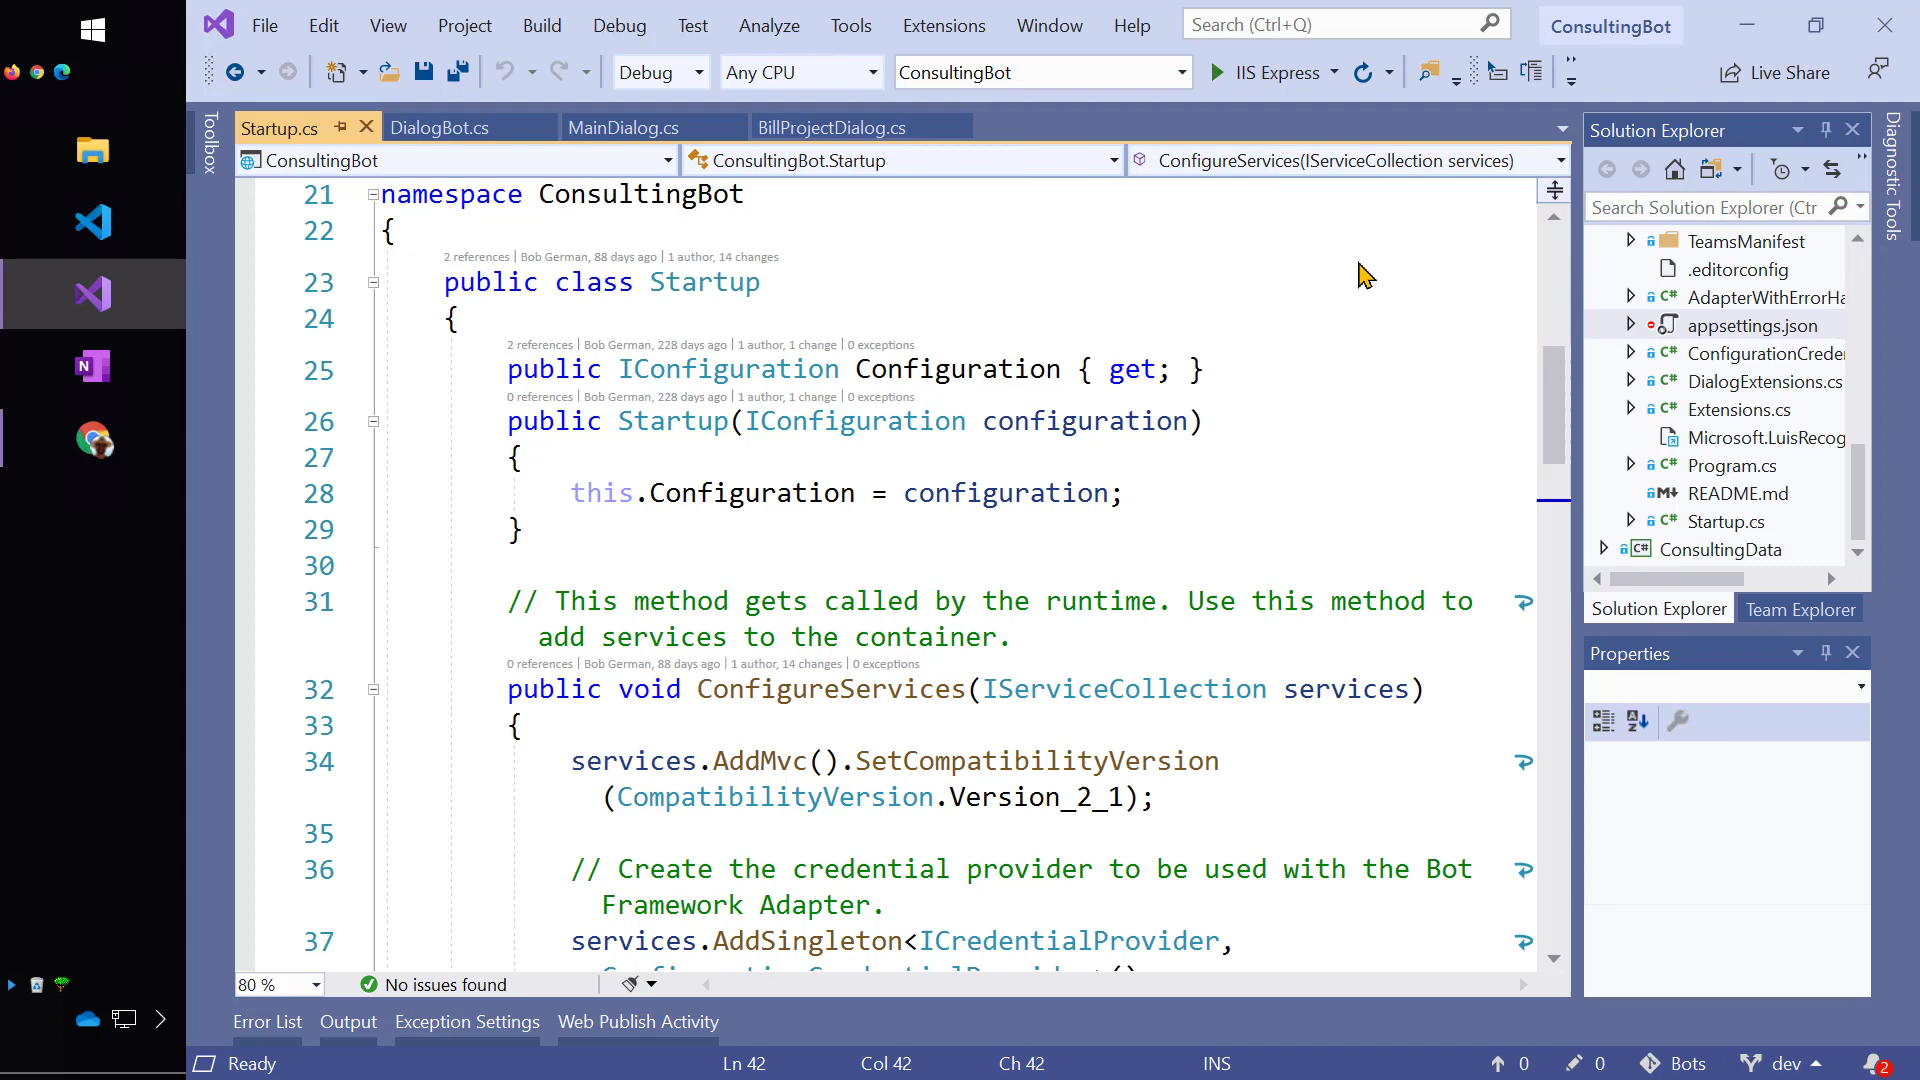 File Edit View Project Build Debug Test Analyze Tools Extensions Window Help Search (Ctrl+Q) ConsultingBot
Debug Any CPU ConsultingBot IIS Express Live Share
Toolbox
Startup.cs DialogBot.cs MainDialog.cs BillProjectDialog.cs
ConsultingBot ConsultingBot.Startup ConfigureServices(IServiceCollection services)
21 namespace ConsultingBot
22 {
2 references | Bob German, 88 days ago | 1 author, 14 changes
23 public class Startup
24 {
2 references | Bob German, 228 days ago | 1 author, 1 change | 0 exceptions
25 public IConfiguration Configuration { get; }
0 references | Bob German, 228 days ago | 1 author, 1 change | 0 exceptions
26 public Startup(IConfiguration configuration)
27 {
28 this.Configuration = configuration;
29 }
30
31 // This method gets called by the runtime. Use this method to
add services to the container.
0 references | Bob German, 88 days ago | 1 author, 14 changes | 0 exceptions
32 public void ConfigureServices(IServiceCollection services)
33 {
34 services.AddMvc().SetCompatibilityVersion
(CompatibilityVersion.Version_2_1);
35
36 // Create the credential provider to be used with the Bot
Framework Adapter.
37 services.AddSingleton<ICredentialProvider,
80 % No issues found
Error List Output Exception Settings Web Publish Activity
Solution Explorer
Search Solution Explorer (Ctr
TeamsManifest
.editorconfig
C# AdapterWithErrorHa
appsettings.json
C# ConfigurationCreder
C# DialogExtensions.cs
C# Extensions.cs
Microsoft.LuisRecog
C# Program.cs
M README.md
C# Startup.cs
C# ConsultingData
Solution Explorer Team Explorer
Properties
A
Z
Diagnostic Tools
N
Ready Ln 42 Col 42 Ch 42 INS 0 0 Bots dev 2